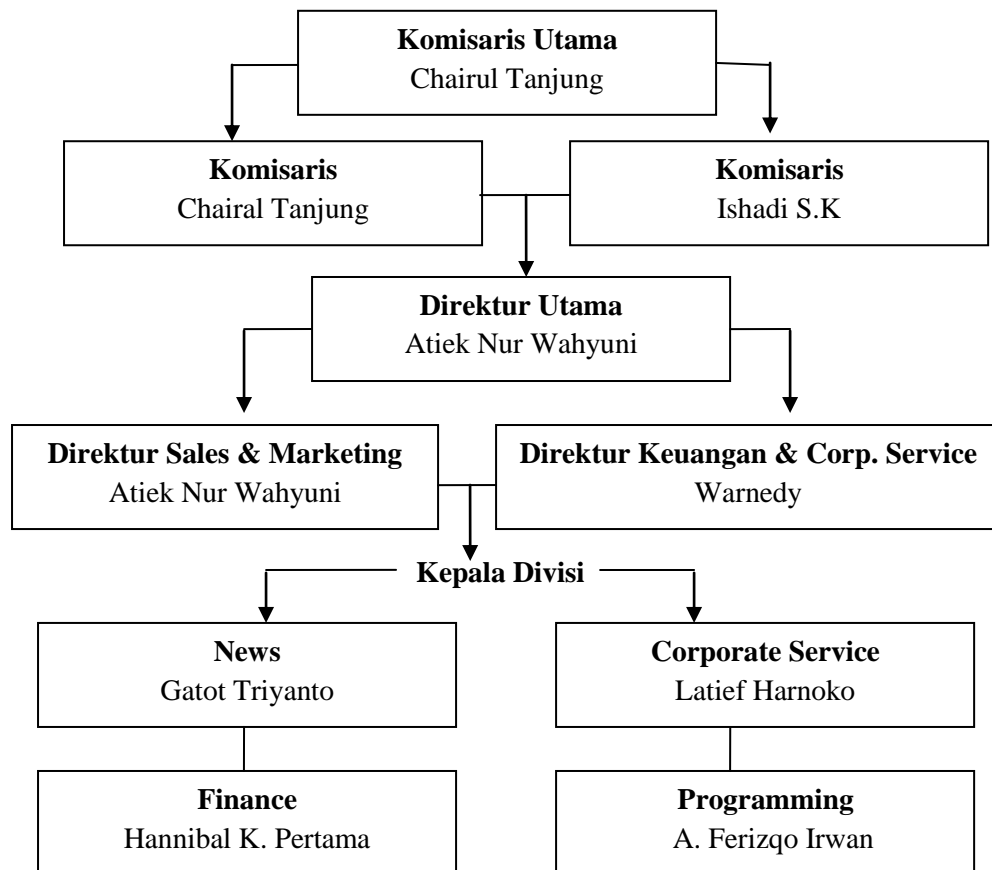 Komisaris Utama
Chairul Tanjung
Komisaris
Chairal Tanjung
Komisaris
Ishadi S.K
Direktur Utama
Atiek Nur Wahyuni
Direktur Sales & Marketing
Atiek Nur Wahyuni
Direktur Keuangan & Corp. Service
Warnedy
Kepala Divisi
News
Gatot Triyanto
Corporate Service
Latief Harnoko
Finance
Hannibal K. Pertama
Programming
A. Ferizqo Irwan